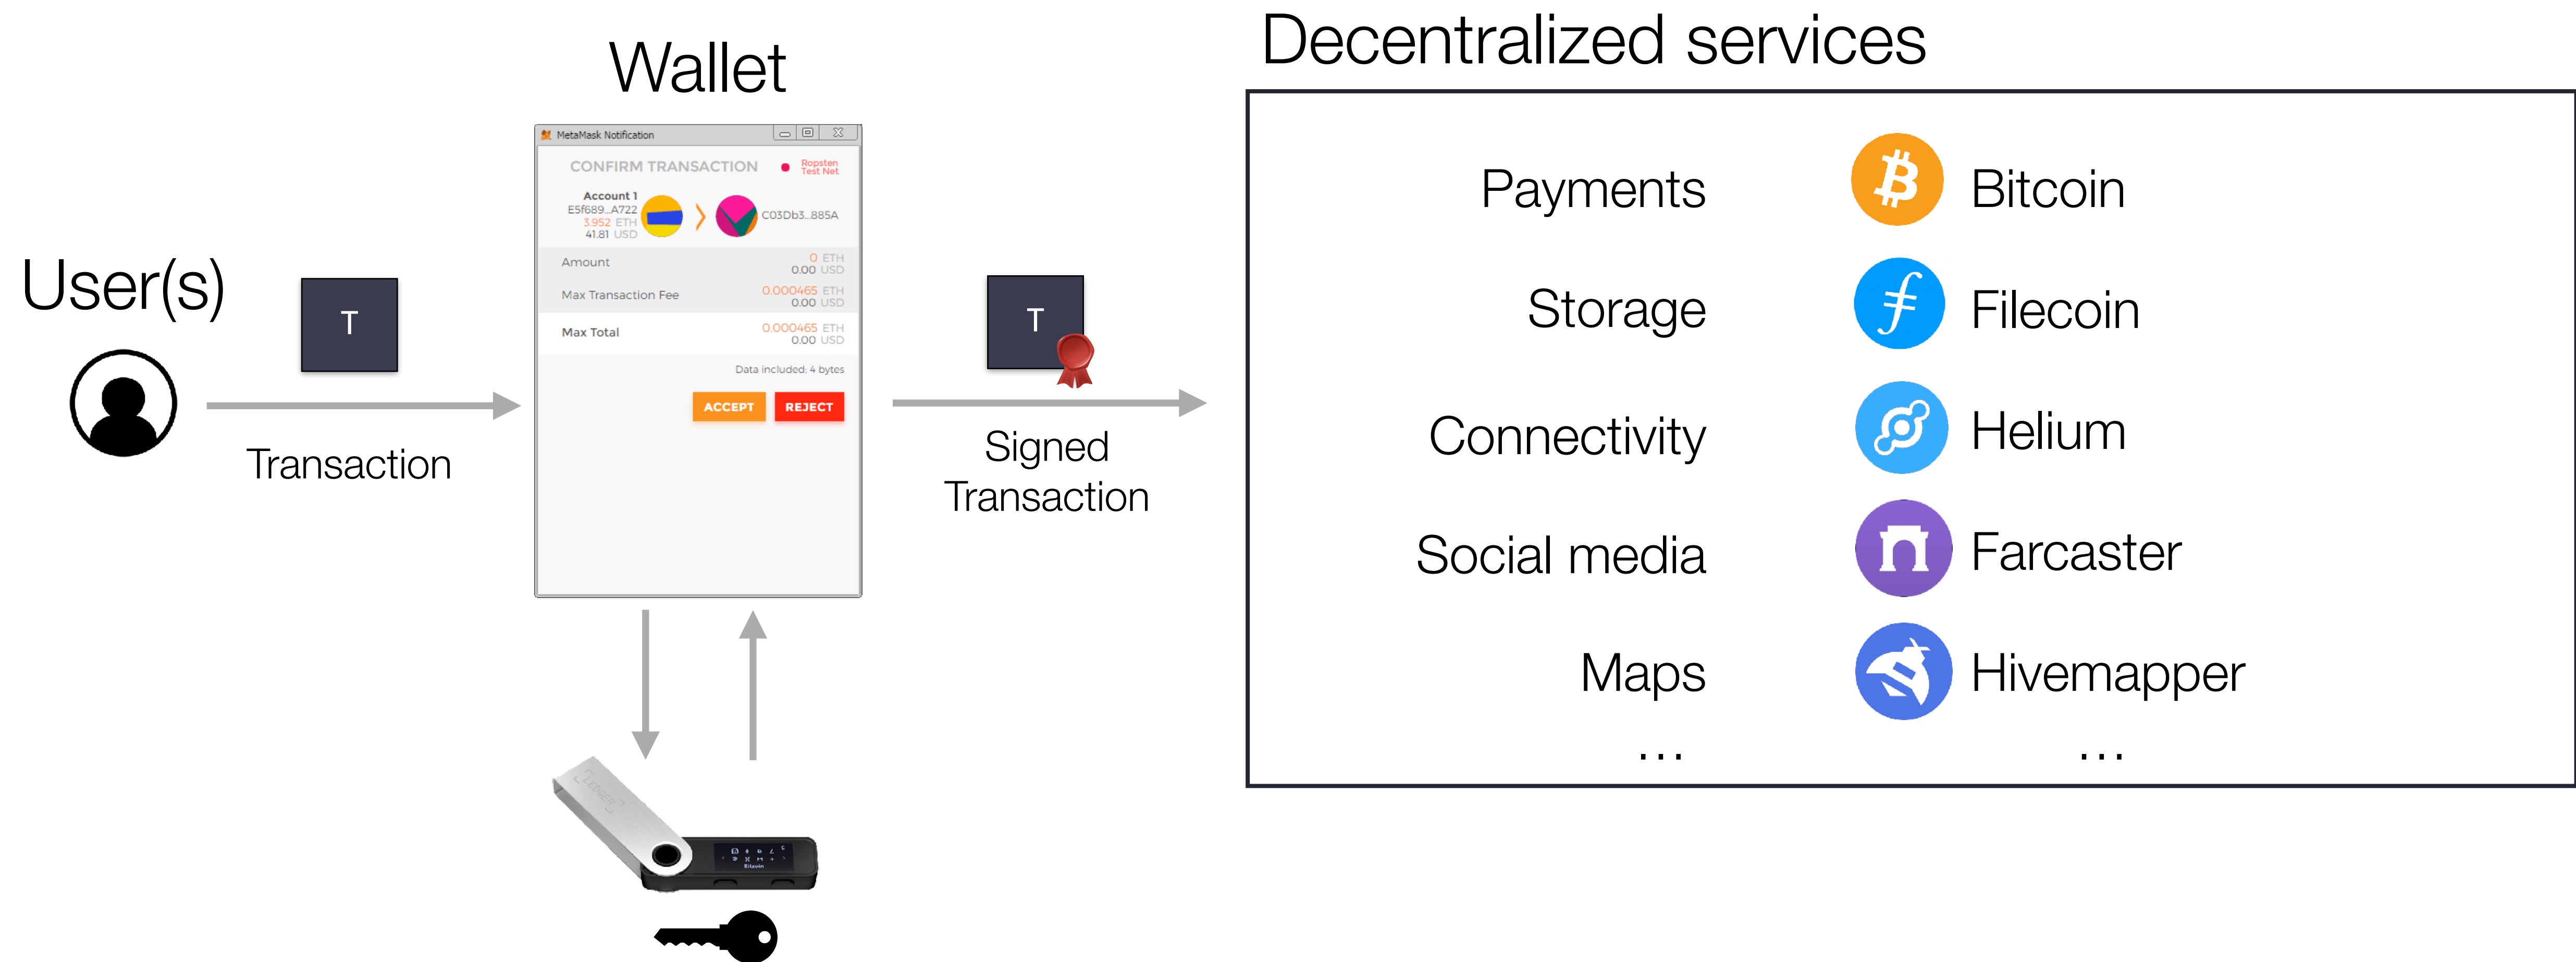 Decentralized services
Wallet
MetaMask Notification
CONFIRM TRANSACTION
Ropsten
Test Net
Account 1
E5f689...A722
3.952 ETH
41.81 USD
C03Db3...885A
Amount
0 ETH
0.00 USD
Max Transaction Fee
0.000465 ETH
0.00 USD
Max Total
0.000465 ETH
0.00 USD
Data included: 4 bytes
ACCEPT REJECT
User(s)
T
Transaction
T
Signed
Transaction
LEDGER
Bitcoin
Payments Bitcoin
Storage Filecoin
Connectivity Helium
Social media Farcaster
Maps Hivemapper
... ...